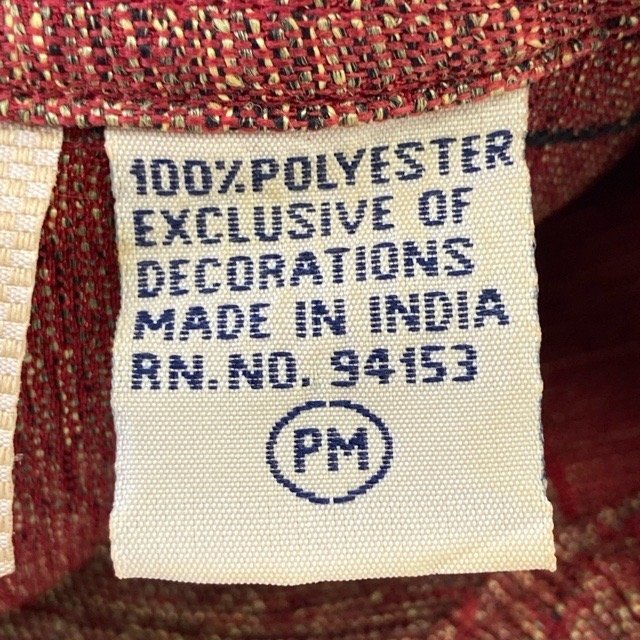 100%POLYESTER
EXCLUSIVE OF
DECORATIONS
MADE IN INDIA
RN.NO. 94153
PM